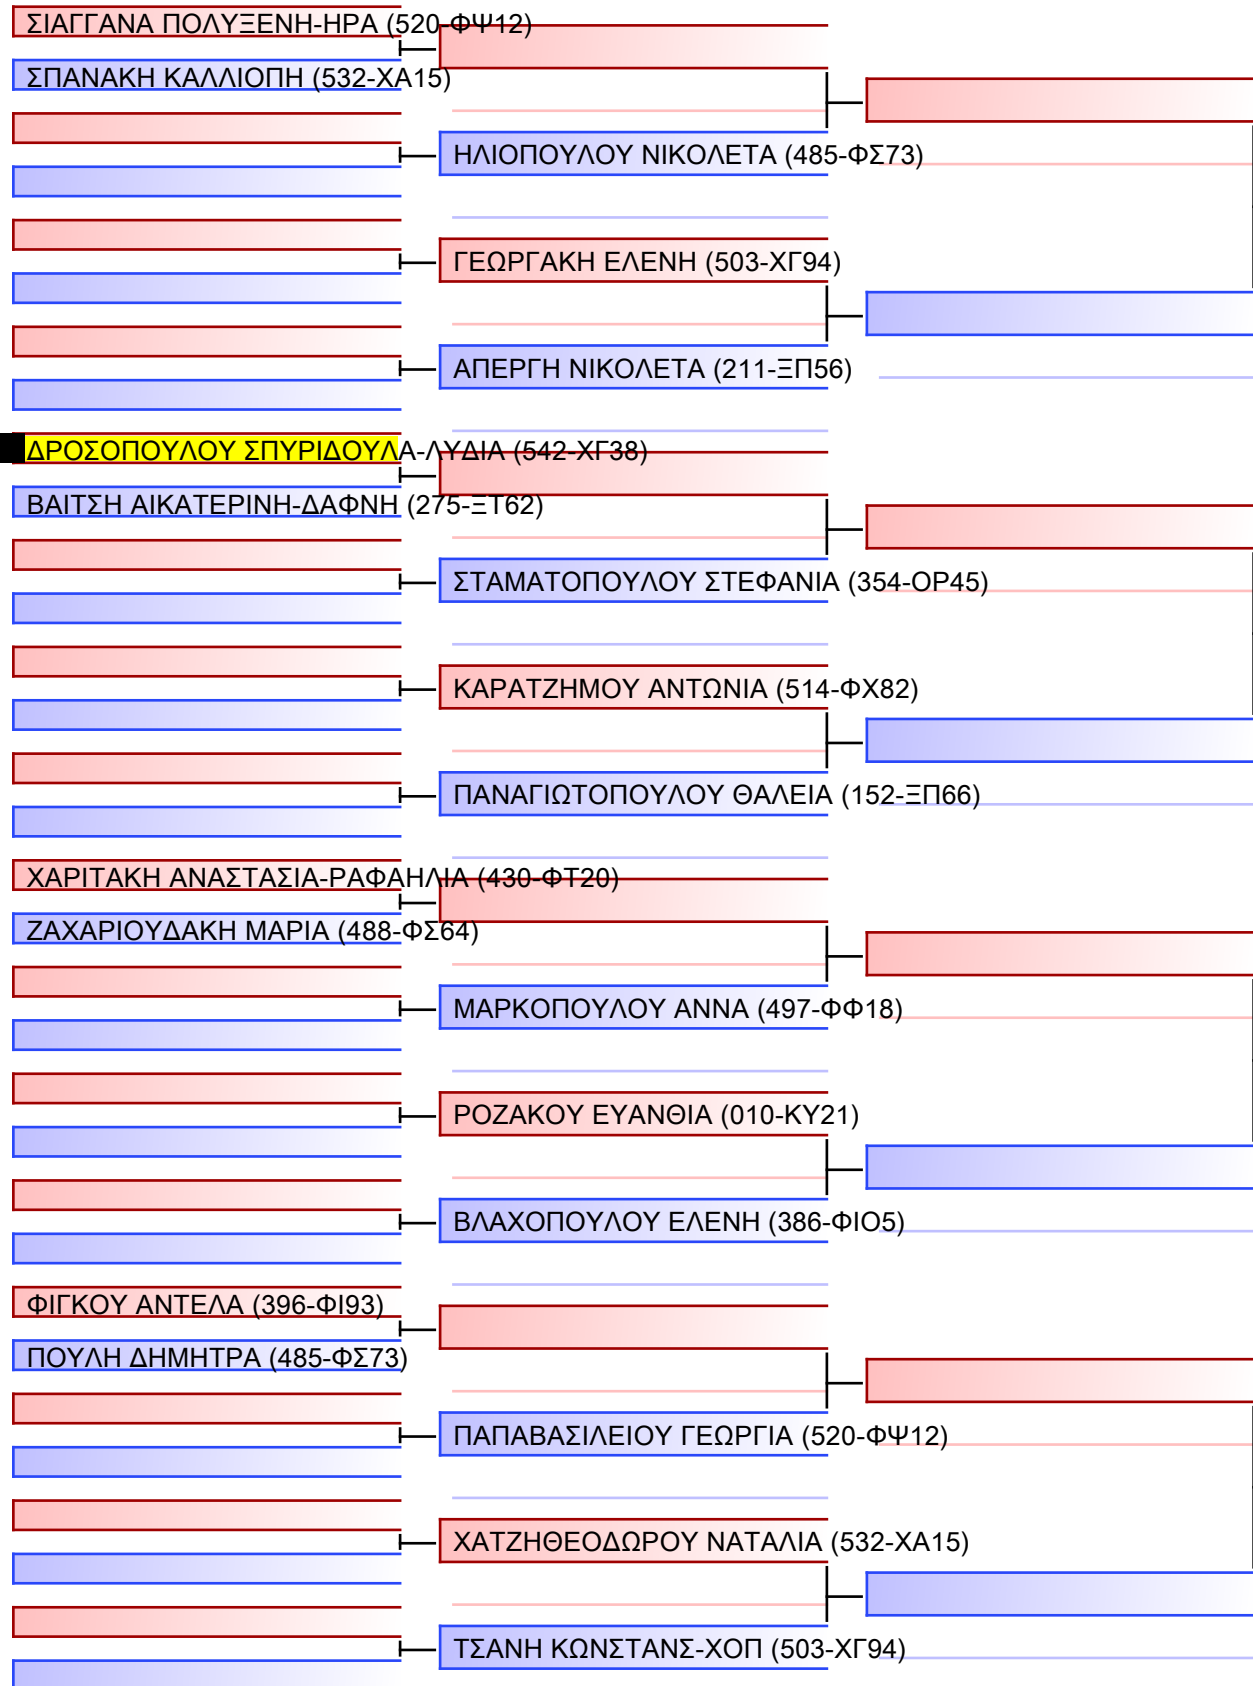 ΣΙΑΓΓΑΝΑ ΠΟΛΥΞΕΝΗ-ΗΡΑ (520-ΦΨ12)
ΣΠΑΝΑΚΗ ΚΑΛΛΙΟΠΗ (532-ΧΑ15)
ΗΛΙΟΠΟΥΛΟΥ ΝΙΚΟΛΕΤΑ (485-ΦΣ73)
ΓΕΩΡΓΑΚΗ ΕΛΕΝΗ (503-ΧΓ94)
ΑΠΕΡΓΗ ΝΙΚΟΛΕΤΑ (211-ΞΠ56)
ΔΡΟΣΟΠΟΥΛΟΥ ΣΠΥΡΙΔΟΥΛΑ-ΛΥΔΙΑ (542-ΧΓ38)
ΒΑΙΤΣΗ ΑΙΚΑΤΕΡΙΝΗ-ΔΑΦΝΗ (275-ΞΤ62)
ΣΤΑΜΑΤΟΠΟΥΛΟΥ ΣΤΕΦΑΝΙΑ (354-ΟΡ45)
ΚΑΡΑΤΖΗΜΟΥ ΑΝΤΩΝΙΑ (514-ΦΧ82)
ΠΑΝΑΓΙΩΤΟΠΟΥΛΟΥ ΘΑΛΕΙΑ (152-ΞΠ66)
ΧΑΡΙΤΑΚΗ ΑΝΑΣΤΑΣΙΑ-ΡΑΦΑΗΛΙΑ (430-ΦΤ20)
ΖΑΧΑΡΙΟΥΔΑΚΗ ΜΑΡΙΑ (488-ΦΣ64)
ΜΑΡΚΟΠΟΥΛΟΥ ΑΝΝΑ (497-ΦΦ18)
ΡΟΖΑΚΟΥ ΕΥΑΝΘΙΑ (010-ΚΥ21)
ΒΛΑΧΟΠΟΥΛΟΥ ΕΛΕΝΗ (386-ΦΙΟ5)
ΦΙΓΚΟΥ ΑΝΤΕΛΑ (396-ΦΙ93)
ΠΟΥΛΗ ΔΗΜΗΤΡΑ (485-ΦΣ73)
ΠΑΠΑΒΑΣΙΛΕΙΟΥ ΓΕΩΡΓΙΑ (520-ΦΨ12)
ΧΑΤΖΗΘΕΟΔΩΡΟΥ ΝΑΤΑΛΙΑ (532-ΧΑ15)
ΤΣΑΝΗ ΚΩΝΣΤΑΝΣ-ΧΟΠ (503-ΧΓ94)